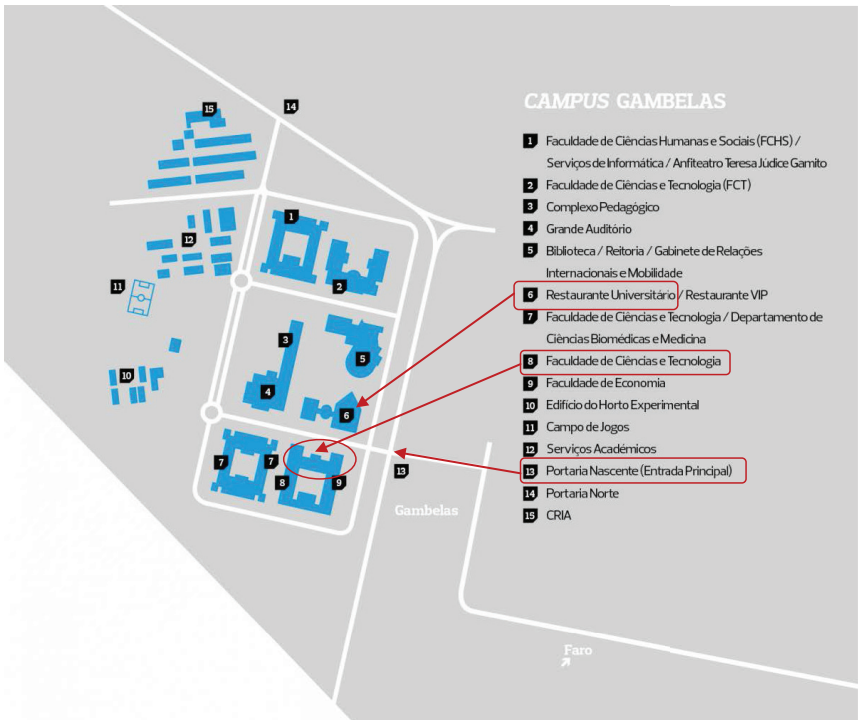 CAMPUS GAMBELAS
1 Faculdade de Ciências Humanas e Sociais (FCHS) /
Serviços de Informática / Anfiteatro Teresa Júdice Gamito
2 Faculdade de Ciências e Tecnologia (FCT)
3 Complexo Pedagógico
4 Grande Auditório
5 Biblioteca / Reitoria / Gabinete de Relações
Internacionais e Mobilidade
6 Restaurante Universitário / Restaurante VIP
7 Faculdade de Ciências e Tecnologia / Departamento de
Ciências Biomédicas e Medicina
8 Faculdade de Ciências e Tecnologia
9 Faculdade de Economia
10 Edifício do Horto Experimental
11 Campo de Jogos
12 Serviços Académicos
13 Portaria Nascente (Entrada Principal)
14 Portaria Norte
15 CRIA
15
14
1
12
2
11
3
5
10
4
6
7
7
8
9
13
Gambelas
Faro